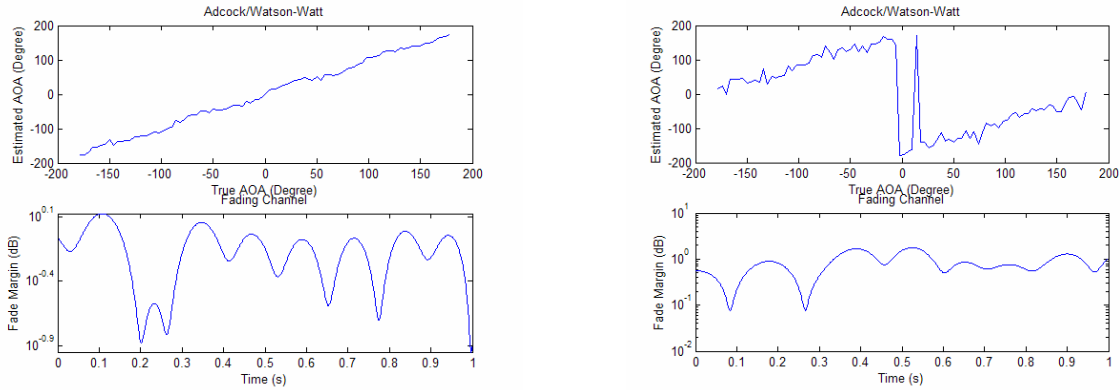 Adcock/Watson-Watt
200
100
0
-100
-200
Estimated AOA (Degree)
-200 -150 -100 -50 0 50 100 150 200
True AOA (Degree)
Fading Channel
10^0.1
10^-0.4
10^-0.9
Fade Margin (dB)
0 0.1 0.2 0.3 0.4 0.5 0.6 0.7 0.8 0.9 1
Time (s)
Adcock/Watson-Watt
200
100
0
-100
-200
Estimated AOA (Degree)
-200 -150 -100 -50 0 50 100 150 200
True AOA (Degree)
Fading Channel
10^1
10^0
10^-1
10^-2
Fade Margin (dB)
0 0.1 0.2 0.3 0.4 0.5 0.6 0.7 0.8 0.9 1
Time (s)